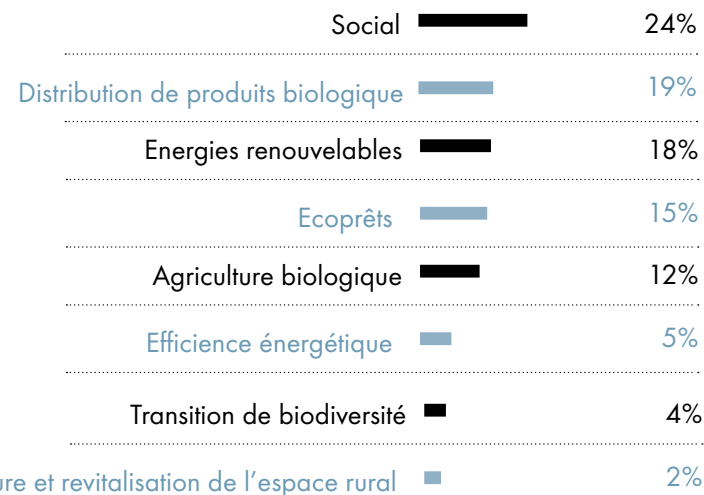 Social 24%
Distribution de produits biologique 19%
Energies renouvelables 18%
Ecoprêts 15%
Agriculture biologique 12%
Efficience énergétique 5%
Transition de biodiversité 4%
et revitalisation de l’espace rural 2%